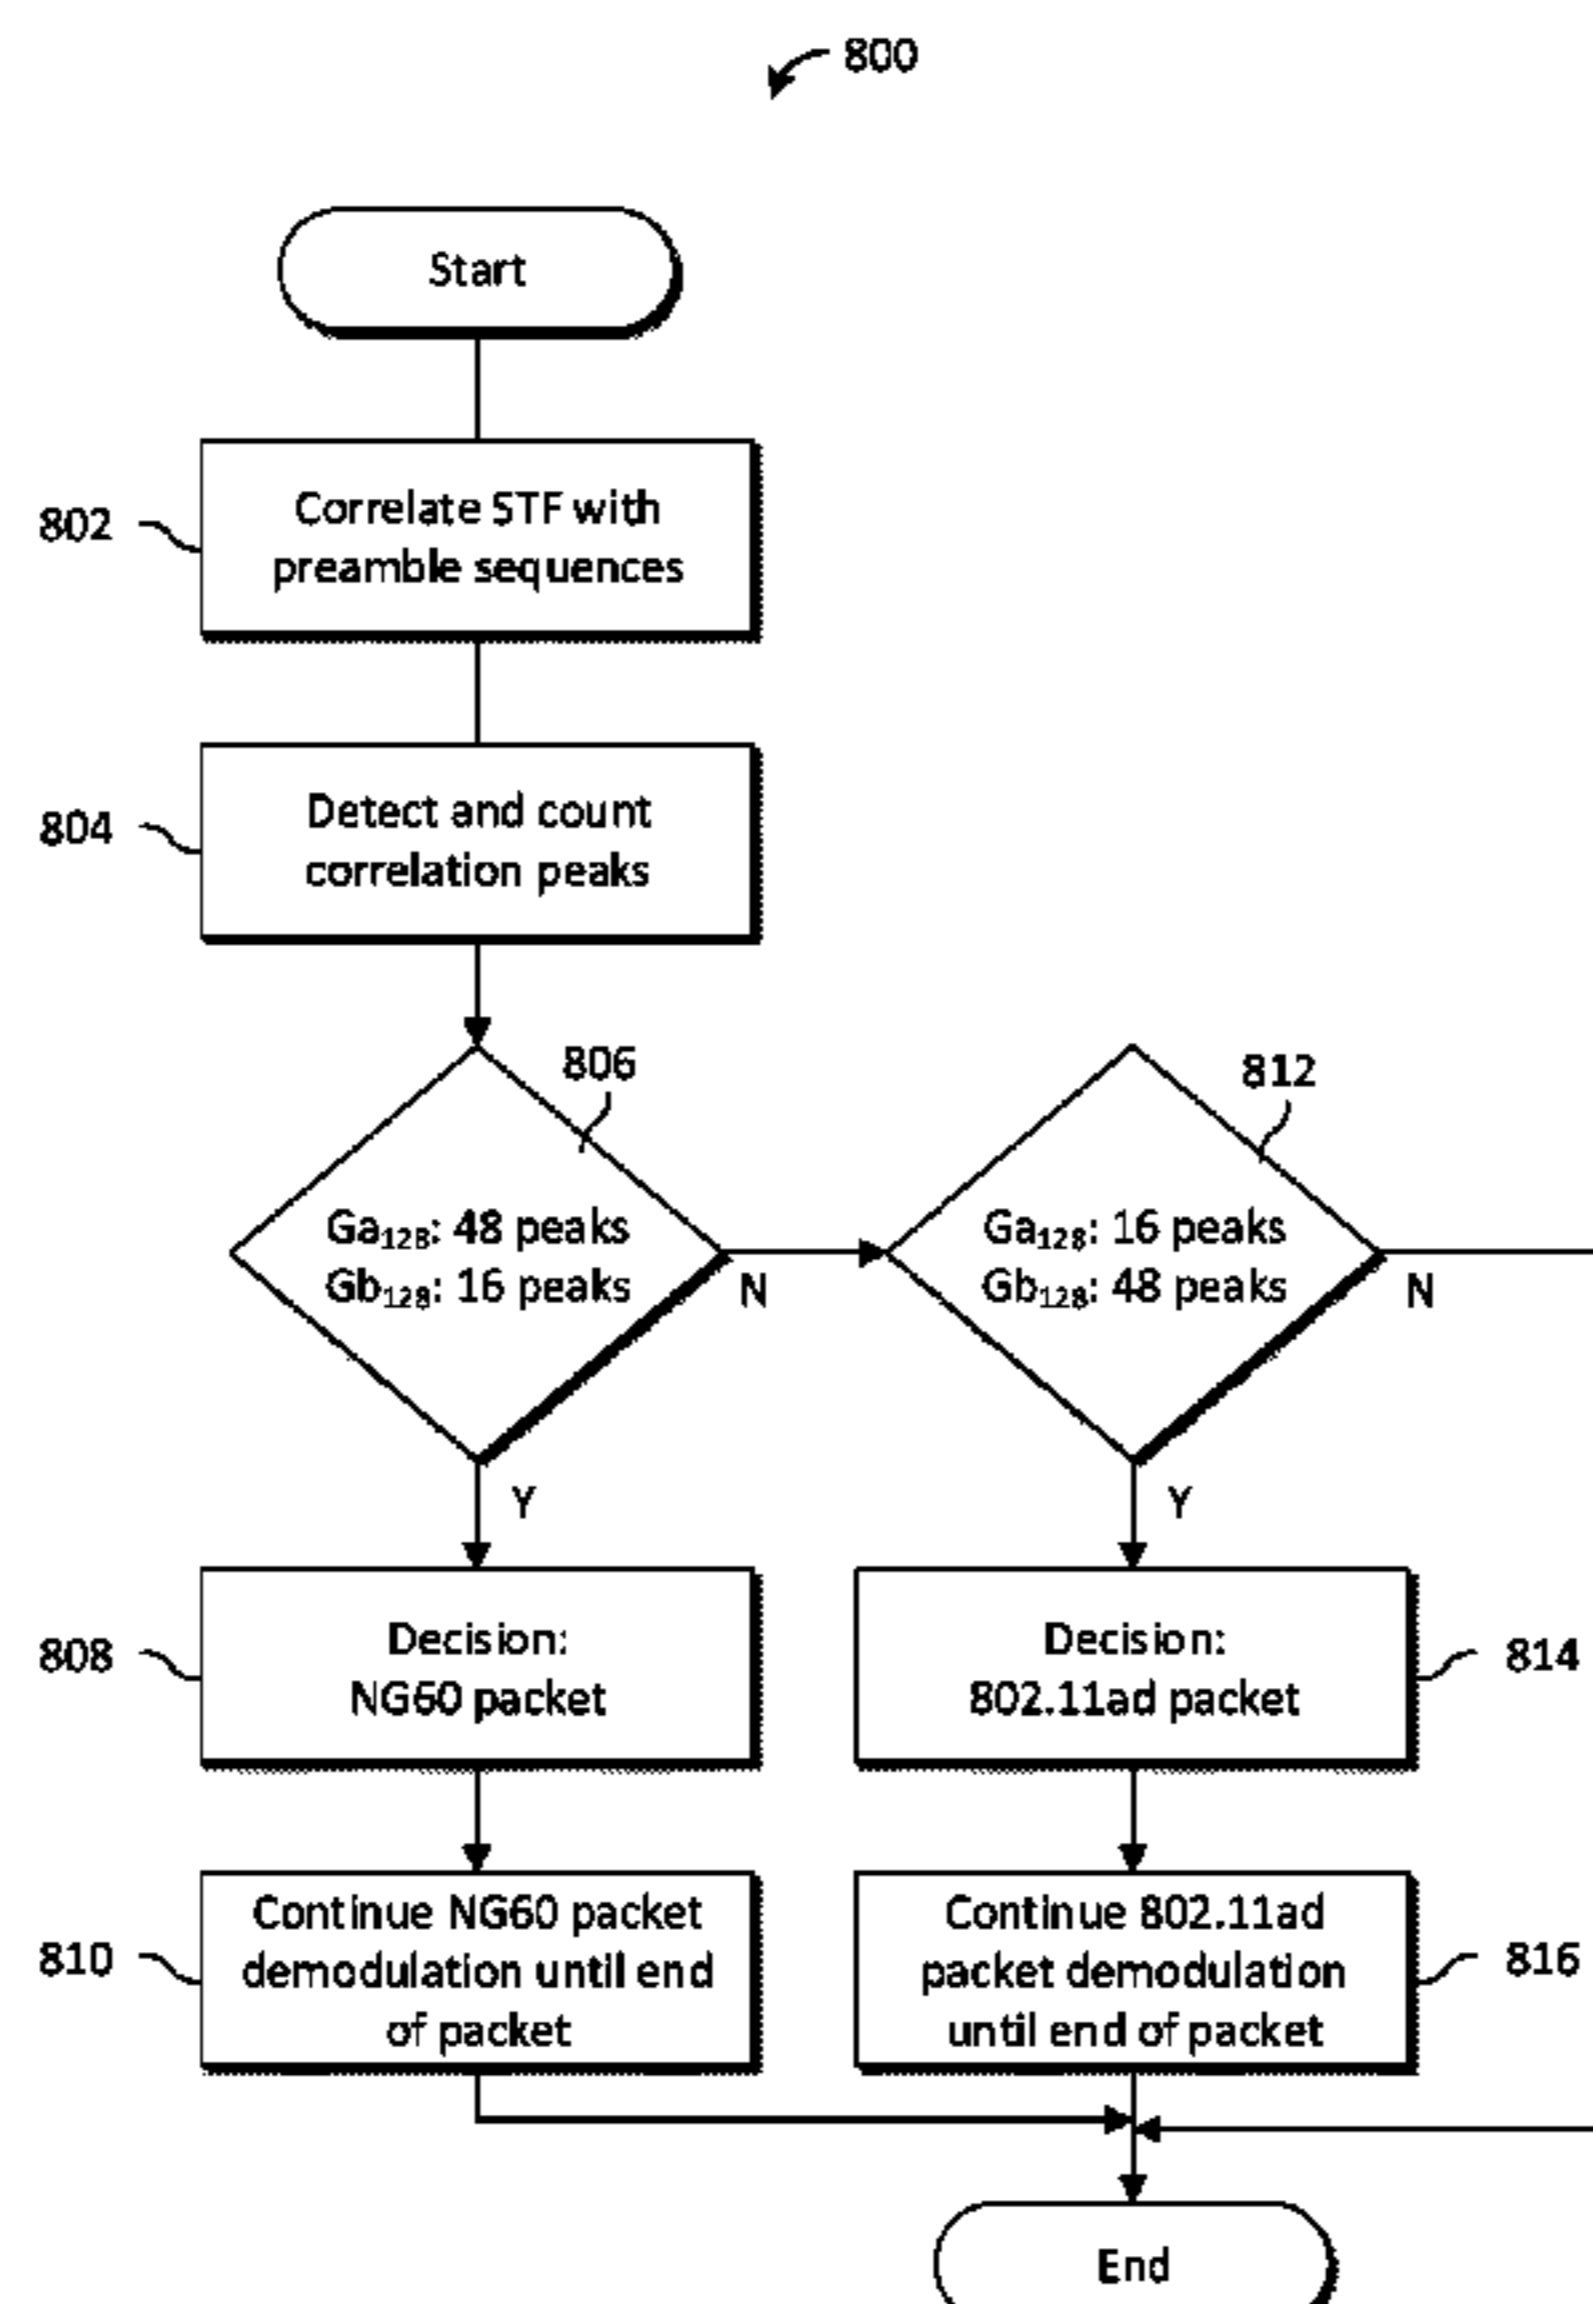 800
Start
802
Correlate STF with
preamble sequences
804
Detect and count
correlation peaks
806
Ga₁₂₈: 48 peaks
Gb₁₂₈: 16 peaks
N
Y
812
Ga₁₂₈: 16 peaks
Gb₁₂₈: 48 peaks
N
Y
808
Decision:
NG60 packet
814
Decision:
802.11ad packet
810
Continue NG60 packet
demodulation until end
of packet
816
Continue 802.11ad
packet demodulation
until end of packet
End